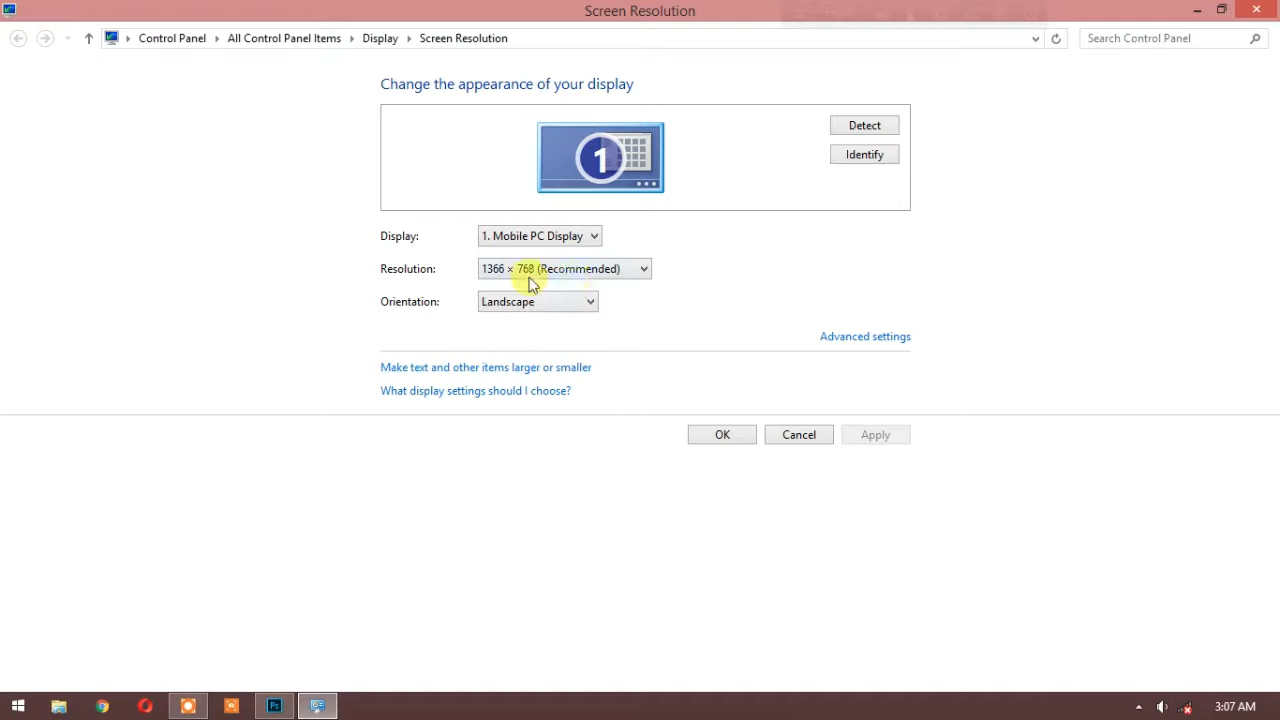 Screen Resolution
Control Panel
All Control Panel Items
Display
Screen Resolution
Search Control Panel
Change the appearance of your display
1
Detect
Identify
Display: 1. Mobile PC Display
Resolution: 1366 × 768 (Recommended)
Orientation: Landscape
Advanced settings
Make text and other items larger or smaller
What display settings should I choose?
OK Cancel Apply
Ps
3:07 AM